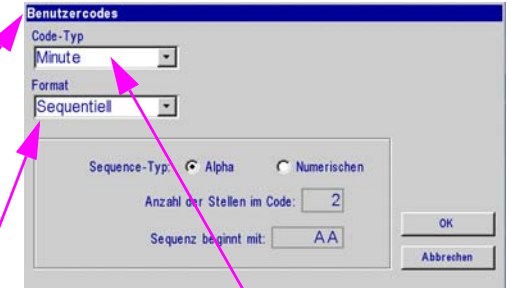 Benutzercodes
Code-Typ
Minute
Format
Sequentiell
Sequence-Typ: Alpha Numerischen
Anzahl der Stellen im Code: 2
Sequenz beginnt mit: AA
OK
Abbrechen